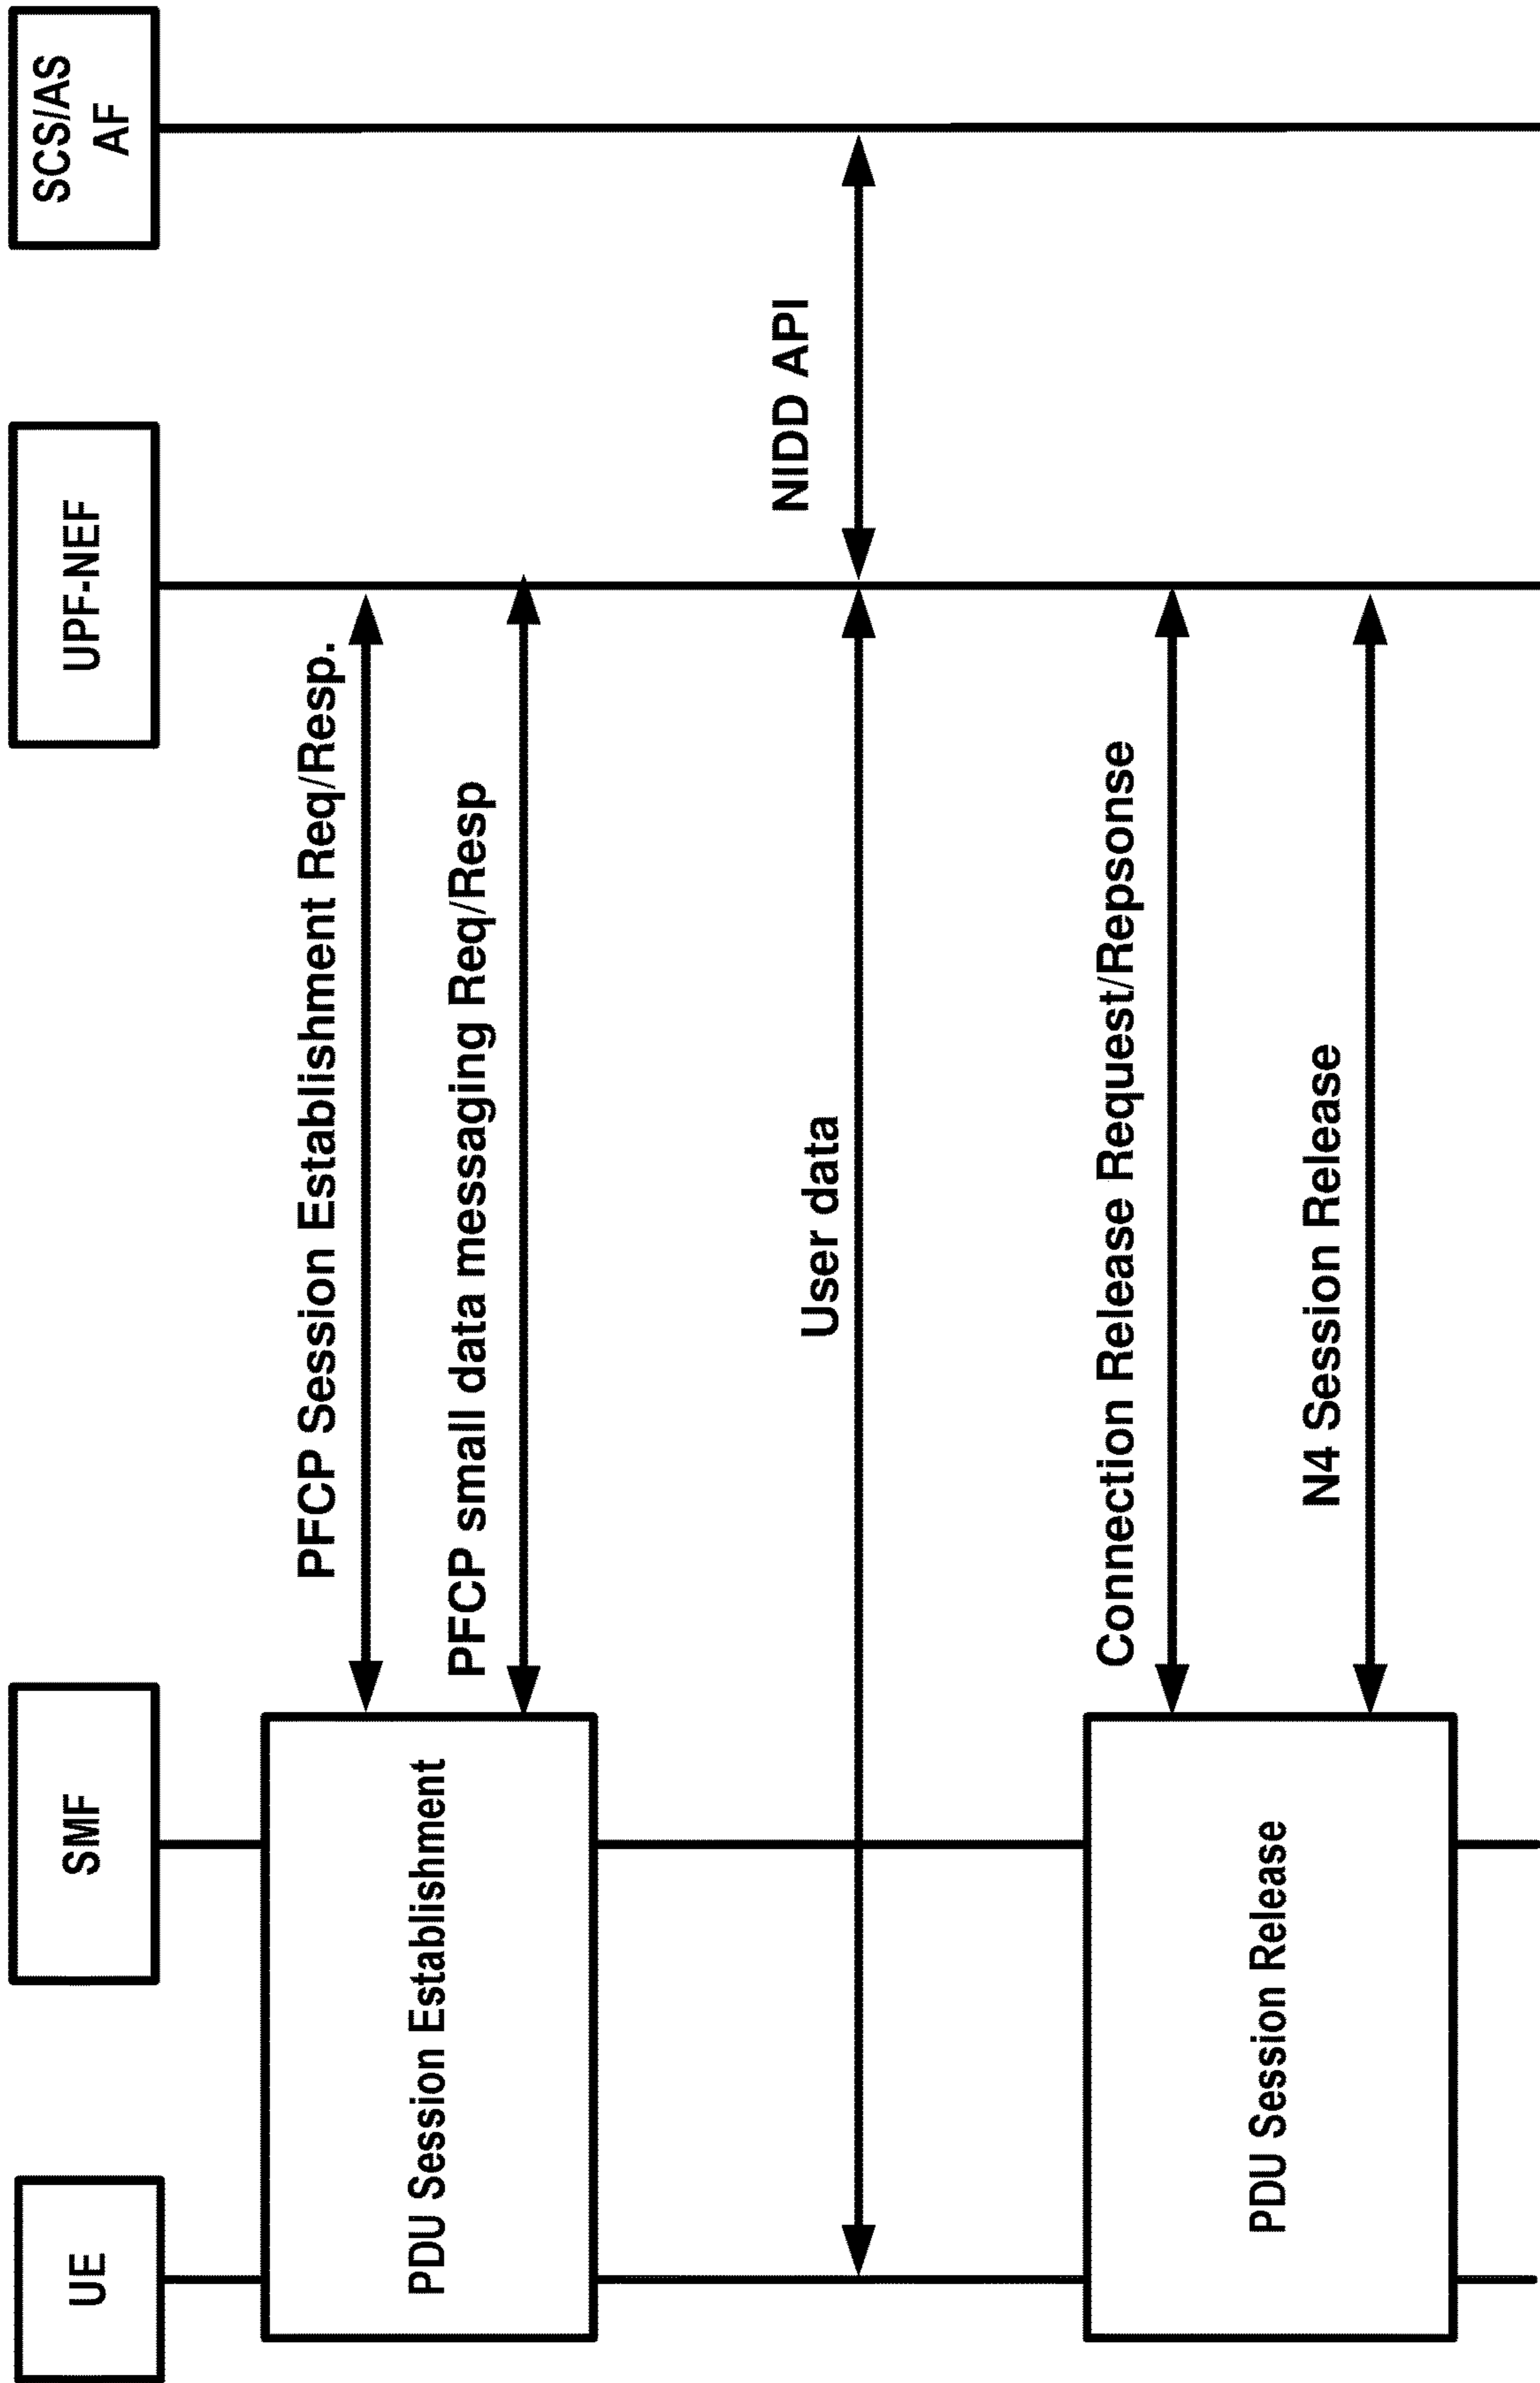 UE
SMF
UPF-NEF
SCS/AS
AF
PDU Session Establishment
PFCP Session Establishment Req/Resp.
PFCP small data messaging Req/Resp
User data
NIDD API
PDU Session Release
Connection Release Request/Repsonse
N4 Session Release